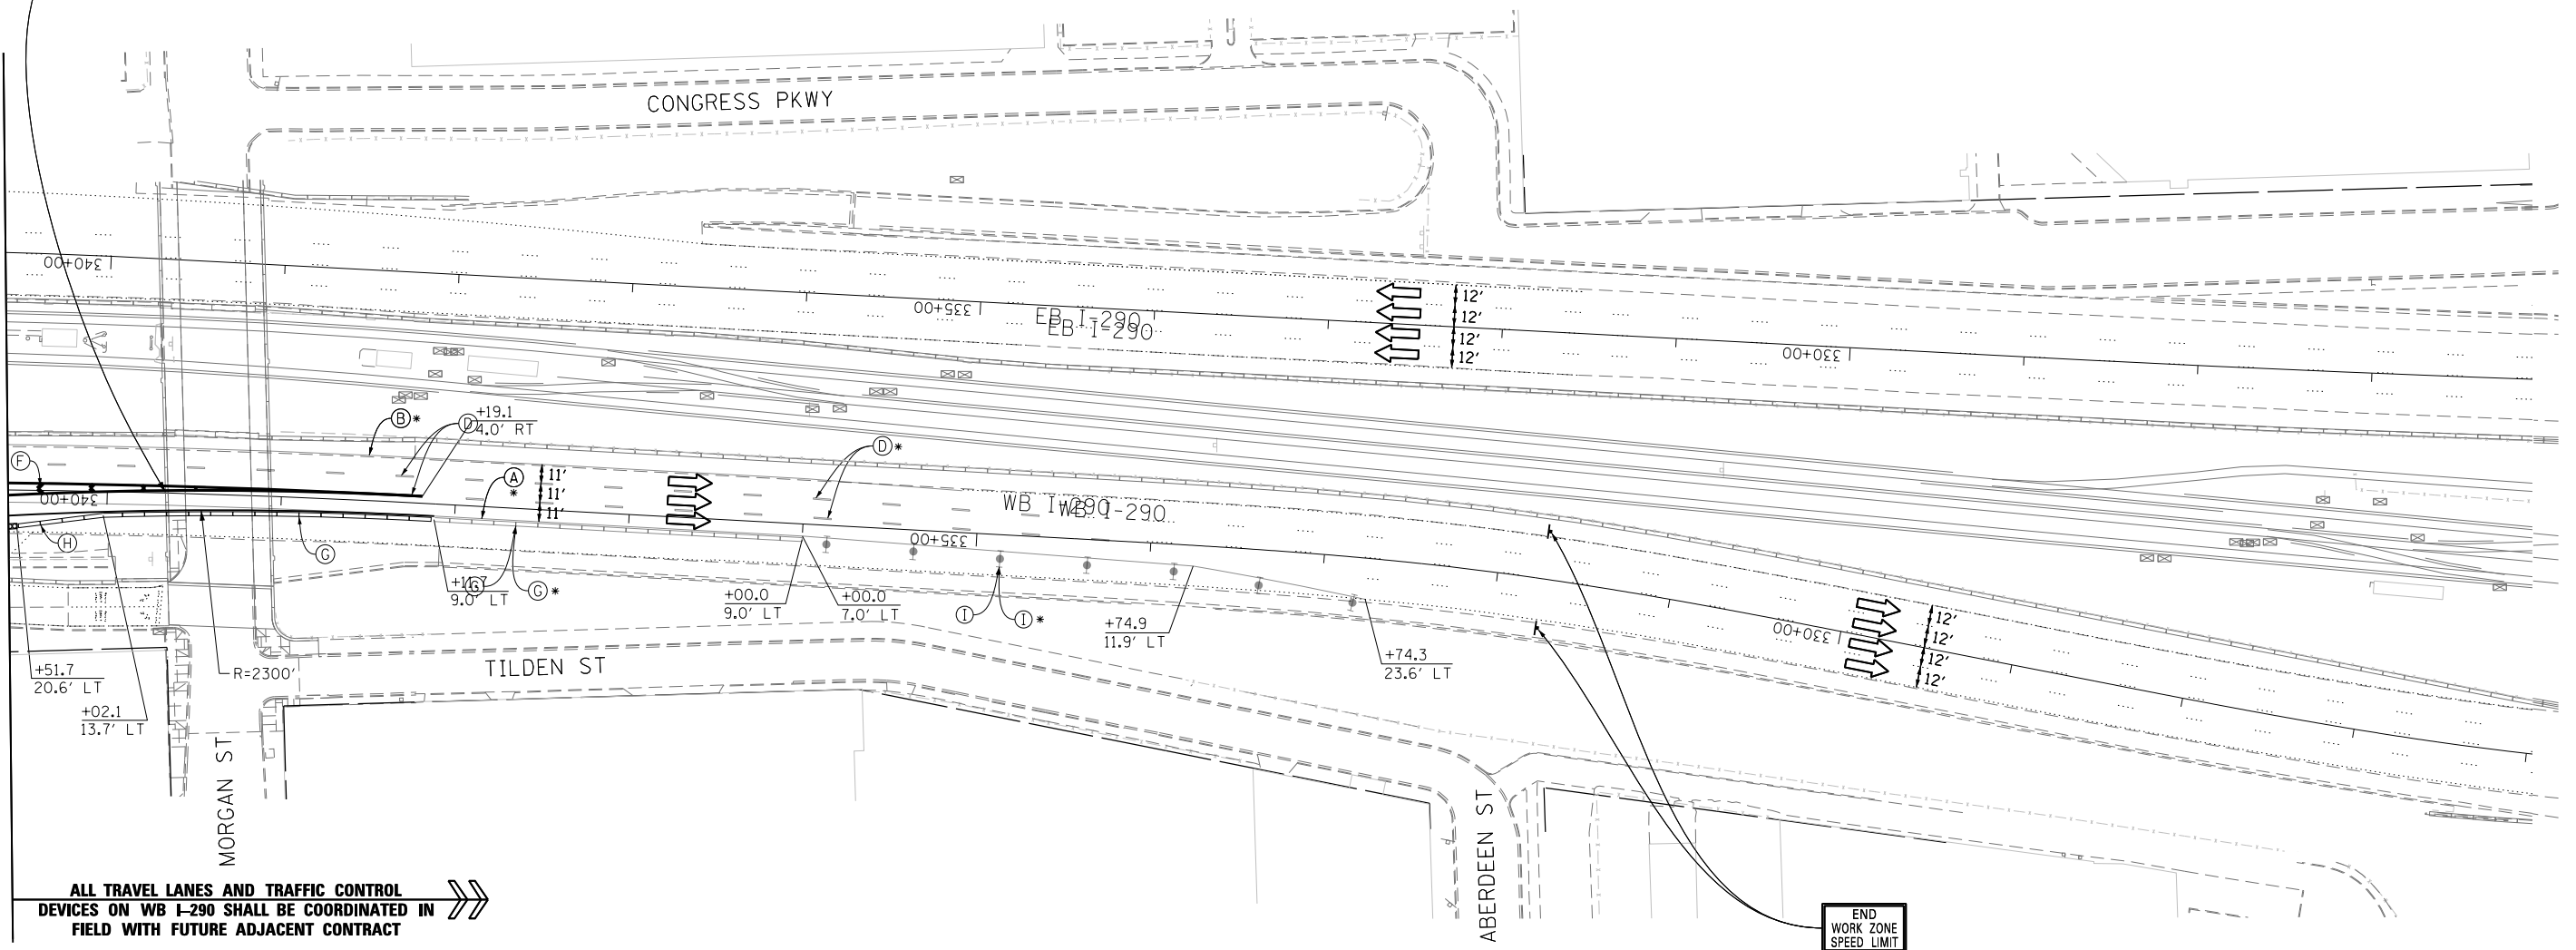 CONGRESS PKWY
340+00
335+00
EB I-290
EB I-290
12'
12'
12'
12'
330+00
B *
D
+19.1
4.0' RT
D *
F
A
*
11'
11'
11'
340+00
WB I-290
WB I-290
335+00
H
G
+11.7
9.0' LT
G
G *
+00.0
9.0' LT
+00.0
7.0' LT
I
I *
+74.9
11.9' LT
+74.3
23.6' LT
330+00
12'
12'
12'
12'
+51.7
20.6' LT
R=2300'
+02.1
13.7' LT
TILDEN ST
MORGAN ST
ABERDEEN ST
ALL TRAVEL LANES AND TRAFFIC CONTROL
DEVICES ON WB I-290 SHALL BE COORDINATED IN
FIELD WITH FUTURE ADJACENT CONTRACT
END
WORK ZONE
SPEED LIMIT